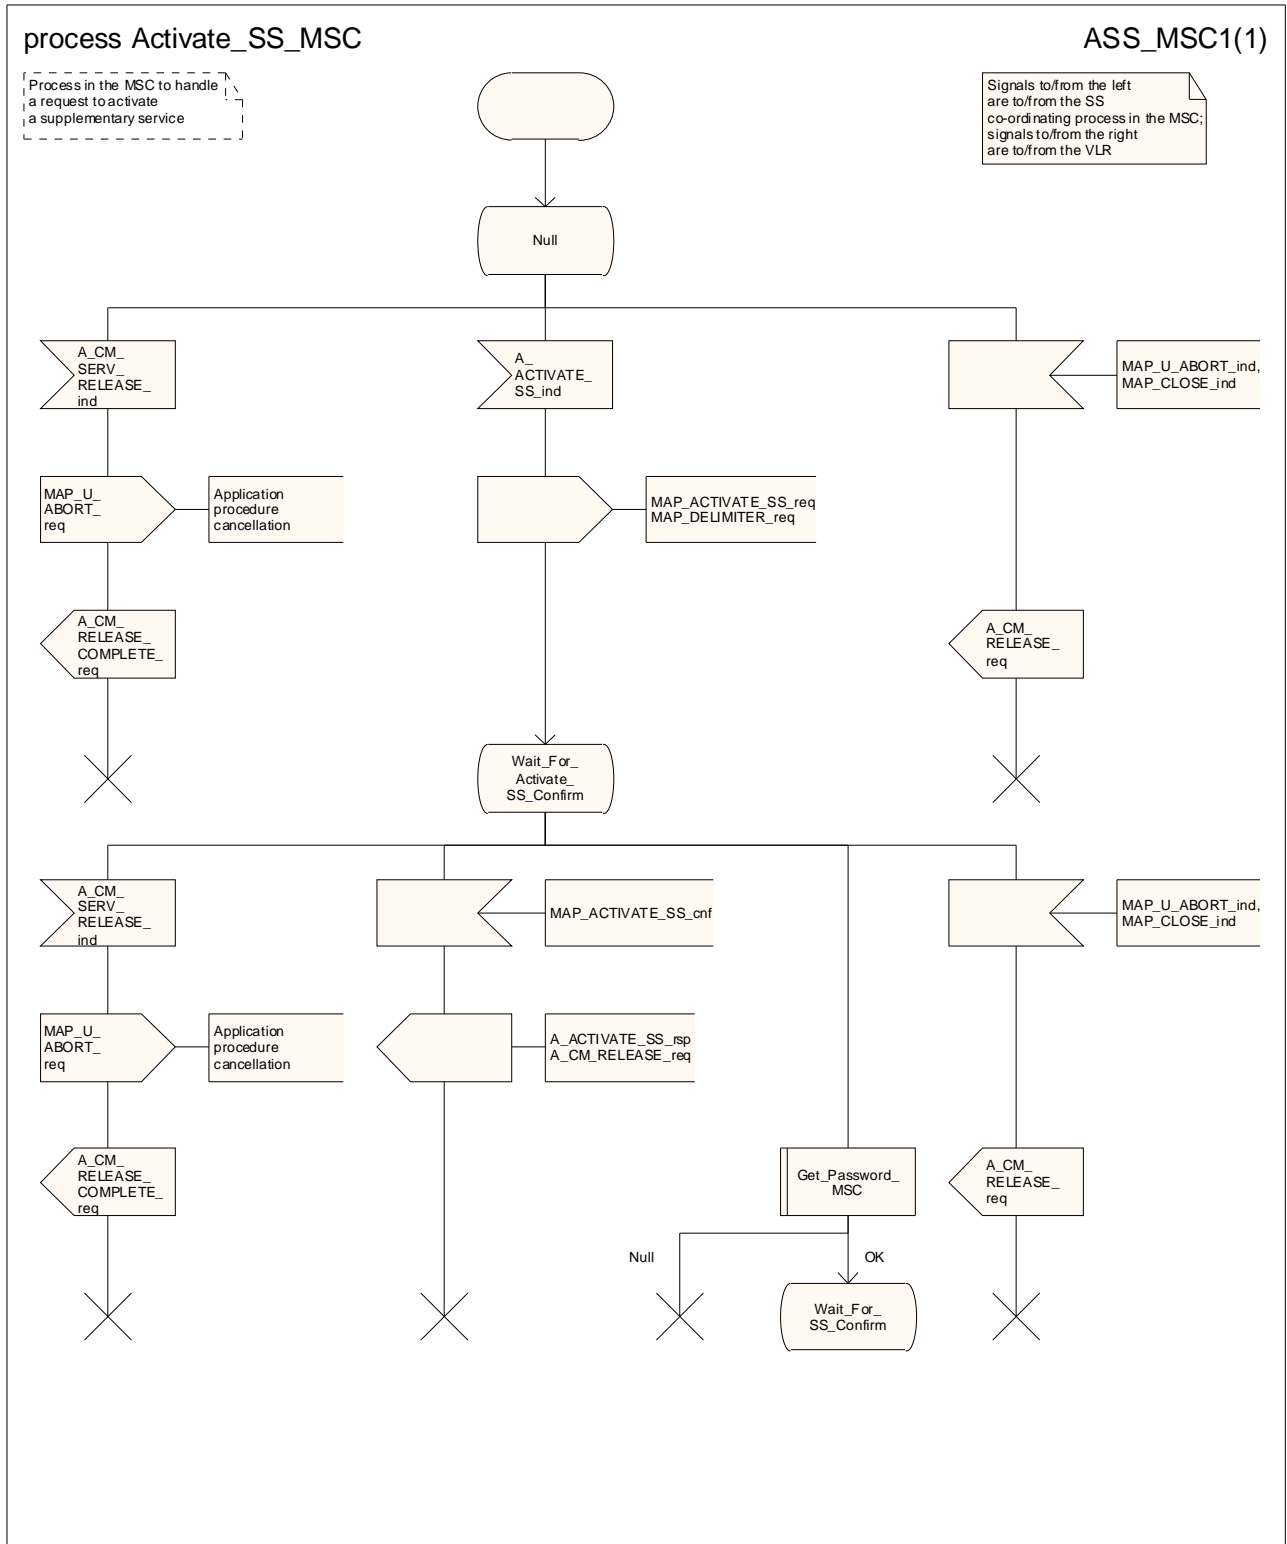 process Activate_SS_MSC
ASS_MSC1(1)
Process in the MSC to handle
a request to activate
a supplementary service
Signals to/from the left
are to/from the SS
co-ordinating process in the MSC;
signals to/from the right
are to/from the VLR
Null
A_CM_
SERV_
RELEASE_
ind
A_
ACTIVATE_
SS_ind
MAP_U_ABORT_ind,
MAP_CLOSE_ind
MAP_U_
ABORT_
req
Application
procedure
cancellation
MAP_ACTIVATE_SS_req
MAP_DELIMITER_req
A_CM_
RELEASE_
COMPLETE_
req
A_CM_
RELEASE_
req
Wait_For_
Activate_
SS_Confirm
A_CM_
SERV_
RELEASE_
ind
MAP_ACTIVATE_SS_cnf
MAP_U_ABORT_ind,
MAP_CLOSE_ind
MAP_U_
ABORT_
req
Application
procedure
cancellation
A_ACTIVATE_SS_rsp
A_CM_RELEASE_req
A_CM_
RELEASE_
COMPLETE_
req
Get_Password_
MSC
A_CM_
RELEASE_
req
Null
OK
Wait_For_
SS_Confirm